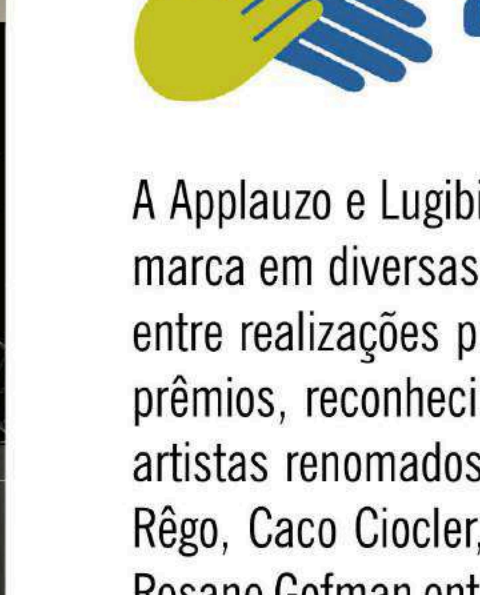 A Applauzo e Lugibi
marca em diversas
entre realizações p
prêmios, reconheci
artistas renomados
Rêgo, Caco Ciocler,
Rosane Gofman ent